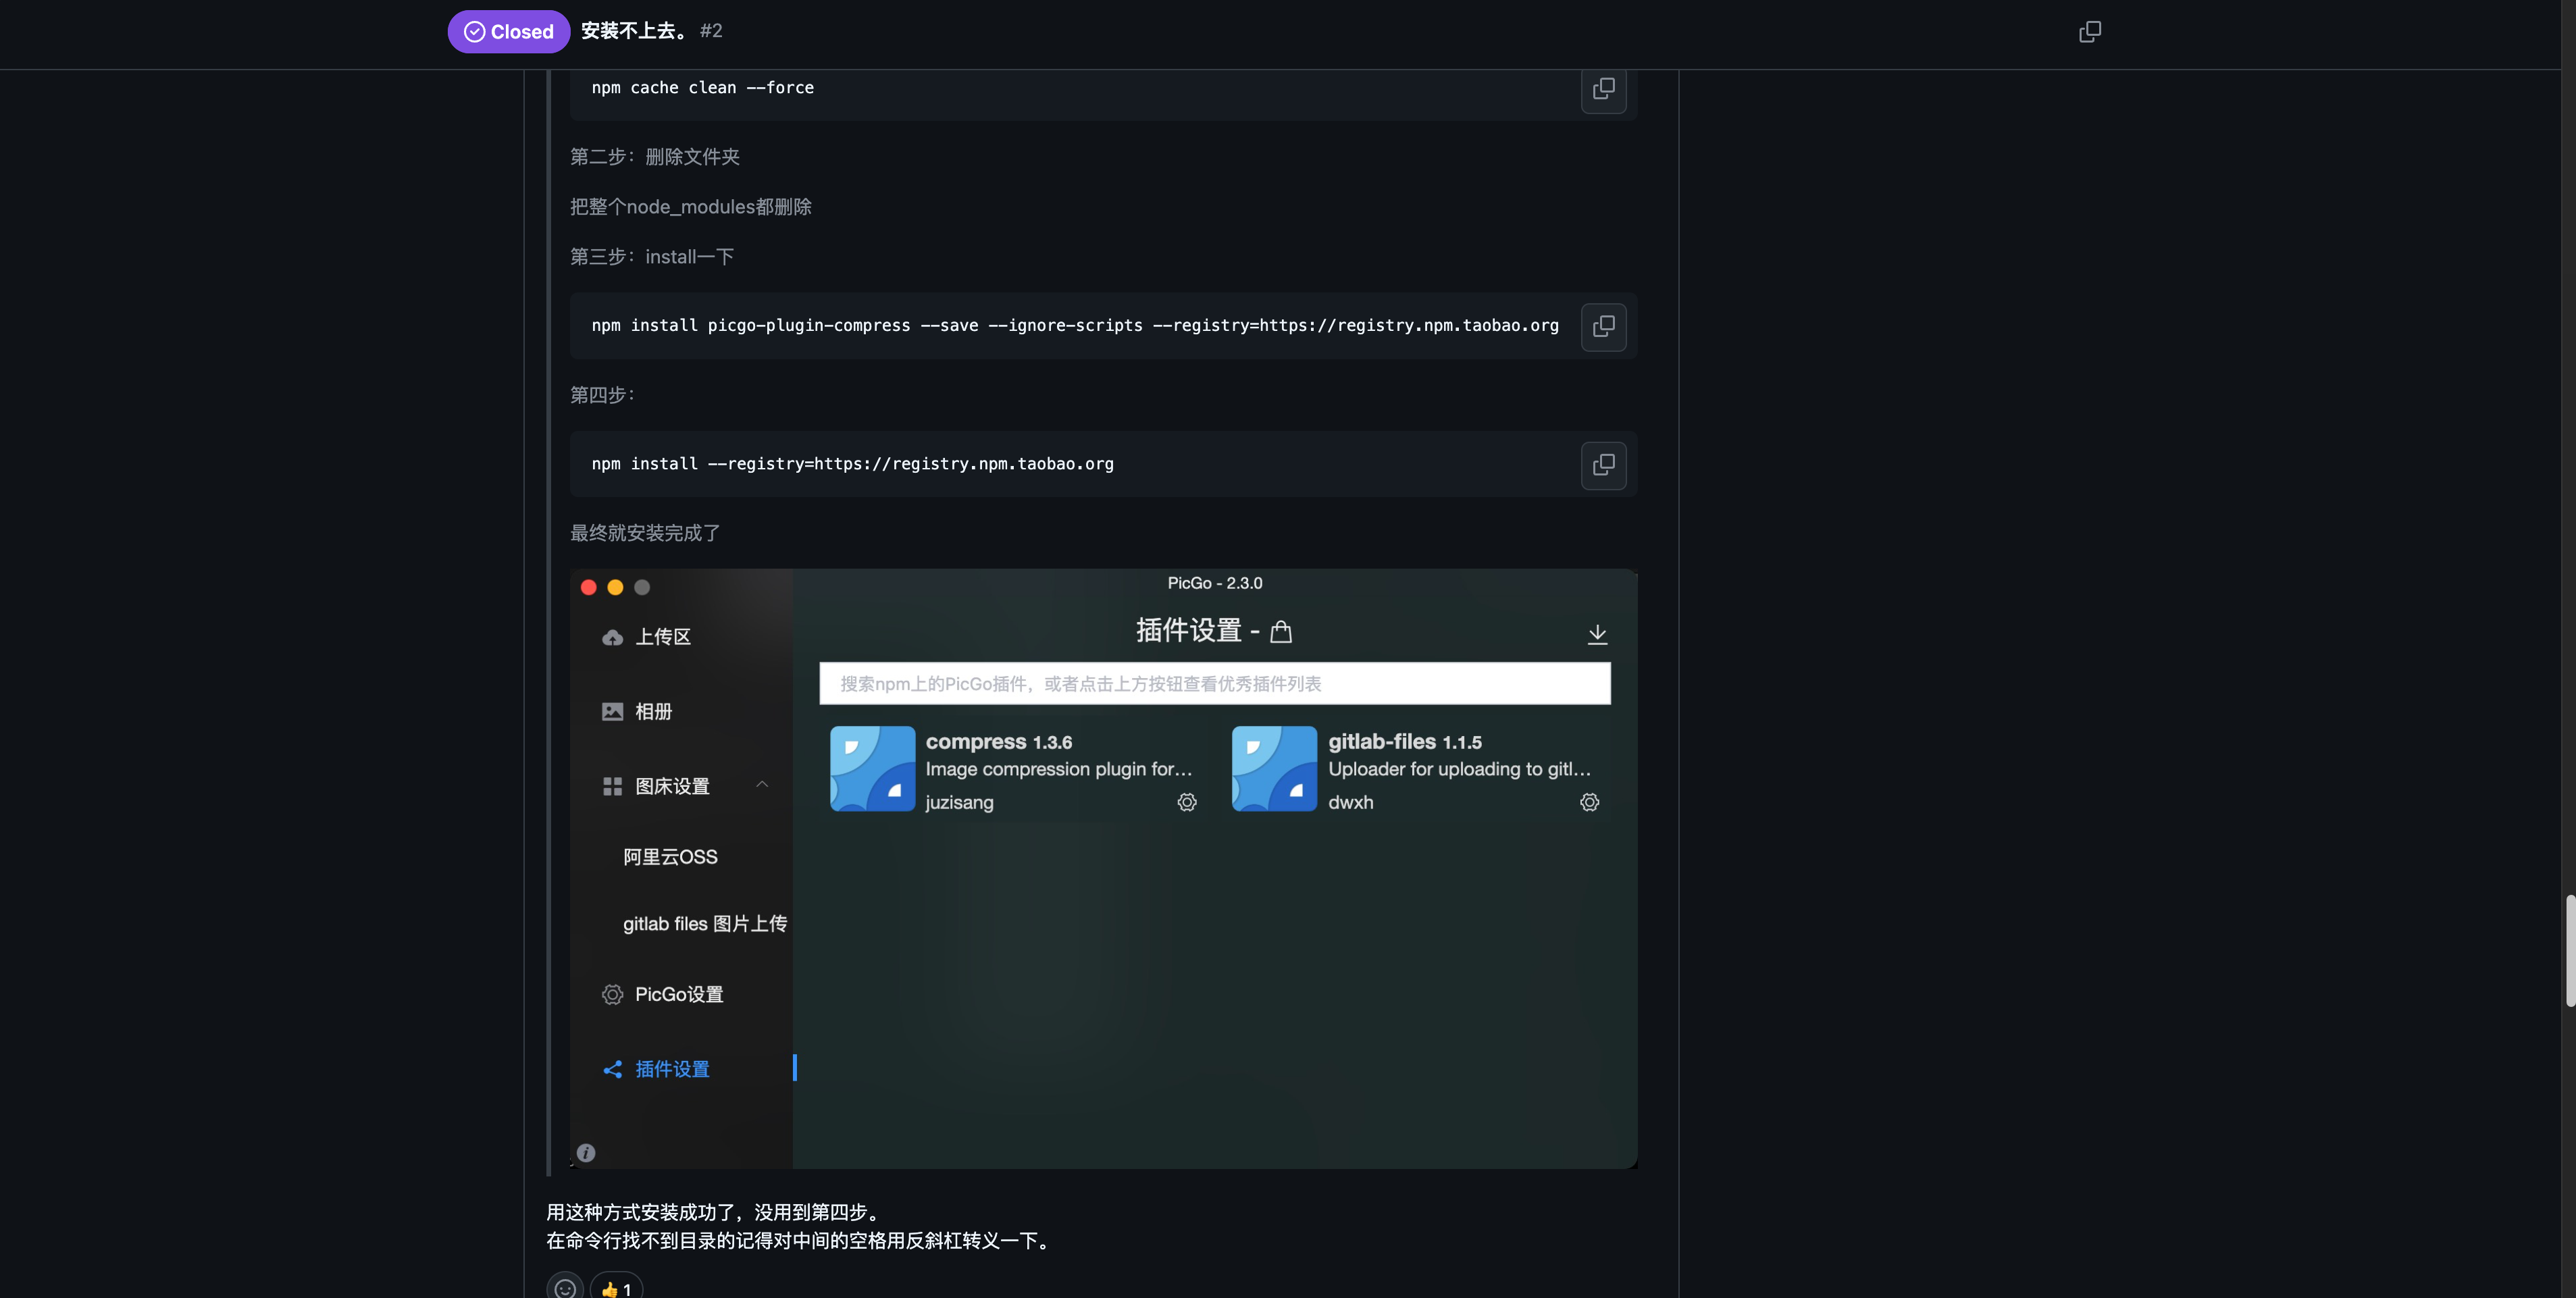 Closed
安装不上去。 #2
npm cache clean --force
第二步：删除文件夹
把整个node_modules都删除
第三步：install一下
npm install picgo-plugin-compress --save --ignore-scripts --registry=https://registry.npm.taobao.org
第四步：
npm install --registry=https://registry.npm.taobao.org
最终就安装完成了
PicGo - 2.3.0
上传区
相册
图床设置
阿里云OSS
gitlab files 图片上传
PicGo设置
插件设置
插件设置 -
搜索npm上的PicGo插件，或者点击上方按钮查看优秀插件列表
compress 1.3.6
Image compression plugin for...
juzisang
gitlab-files 1.1.5
Uploader for uploading to gitl...
dwxh
用这种方式安装成功了，没用到第四步。
在命令行找不到目录的记得对中间的空格用反斜杠转义一下。
👍 1